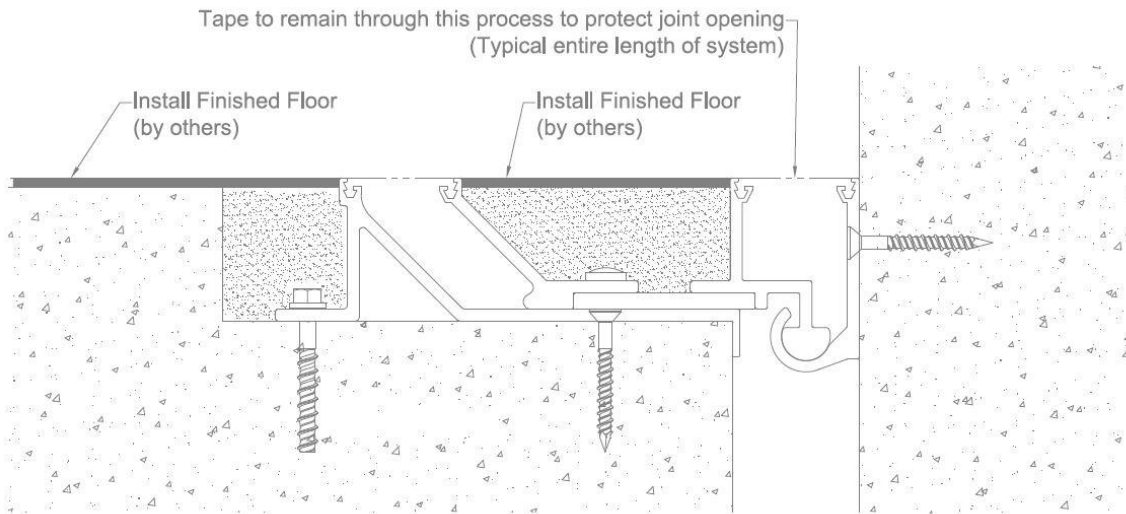 Tape to remain through this process to protect joint opening
(Typical entire length of system)
Install Finished Floor
(by others)
Install Finished Floor
(by others)